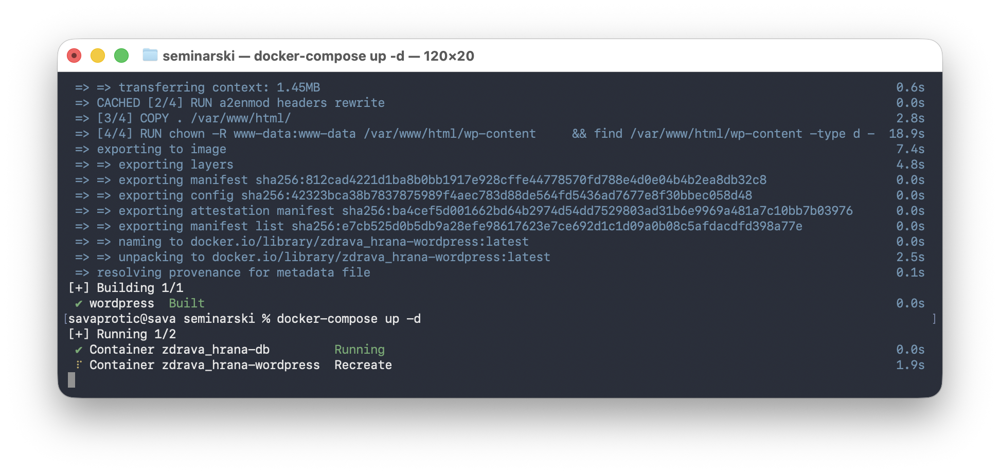 seminarski — docker-compose up -d — 120×20
=> => transferring context: 1.45MB 0.6s
=> CACHED [2/4] RUN a2enmod headers rewrite 0.0s
=> [3/4] COPY . /var/www/html/ 2.8s
=> [4/4] RUN chown -R www-data:www-data /var/www/html/wp-content     && find /var/www/html/wp-content -type d - 18.9s
=> exporting to image 7.4s
=> => exporting layers 4.8s
=> => exporting manifest sha256:812cad4221d1ba8b0bb1917e928cffe44778570fd788e4d0e04b4b2ea8db32c8 0.0s
=> => exporting config sha256:42323bca38b7837875989f4aec783d88de564fd5436ad7677e8f30bbec058d48 0.0s
=> => exporting attestation manifest sha256:ba4cef5d001662bd64b2974d54dd7529803ad31b6e9969a481a7c10bb7b03976 0.0s
=> => exporting manifest list sha256:e7cb525d0b5db9a28efe98617623e7ce692d1c1d09a0b08c5afdacdfd398a77e 0.0s
=> => naming to docker.io/library/zdrava_hrana-wordpress:latest 0.0s
=> => unpacking to docker.io/library/zdrava_hrana-wordpress:latest 2.5s
=> resolving provenance for metadata file 0.1s
[+] Building 1/1
✔ wordpress  Built 0.0s
[savaprotic@sava seminarski % docker-compose up -d ]
[+] Running 1/2
✔ Container zdrava_hrana-db         Running 0.0s
⠏ Container zdrava_hrana-wordpress  Recreate 1.9s